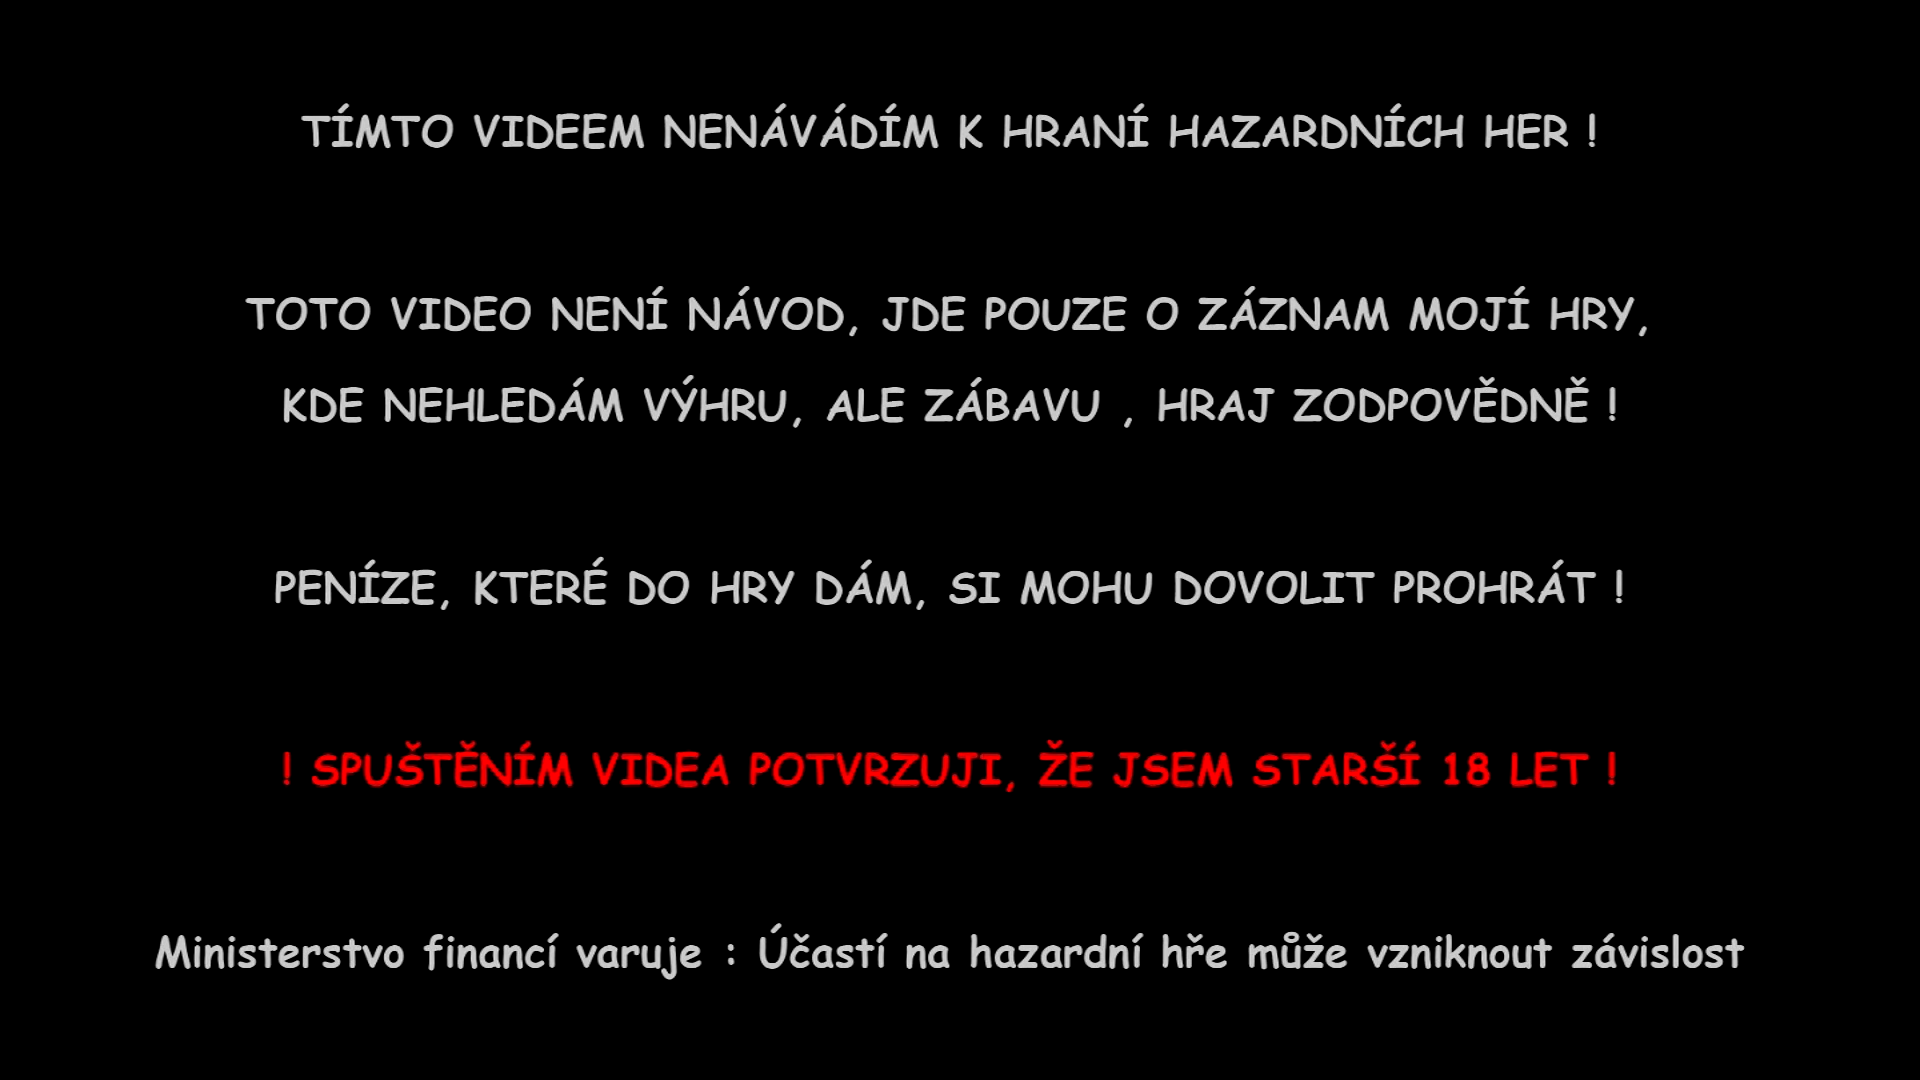 TÍMTO VIDEEM NENÁVÁDÍM K HRANÍ HAZARDNÍCH HER !
TOTO VIDEO NENÍ NÁVOD, JDE POUZE O ZÁZNAM MOJÍ HRY,
KDE NEHLEDÁM VÝHRU, ALE ZÁBAVU , HRAJ ZODPOVĚDNĚ !
PENÍZE, KTERÉ DO HRY DÁM, SI MOHU DOVOLIT PROHRÁT !
! SPUŠTĚNÍM VIDEA POTVRZUJI, ŽE JSEM STARŠÍ 18 LET !
Ministerstvo financí varuje : Účastí na hazardní hře může vzniknout závislost